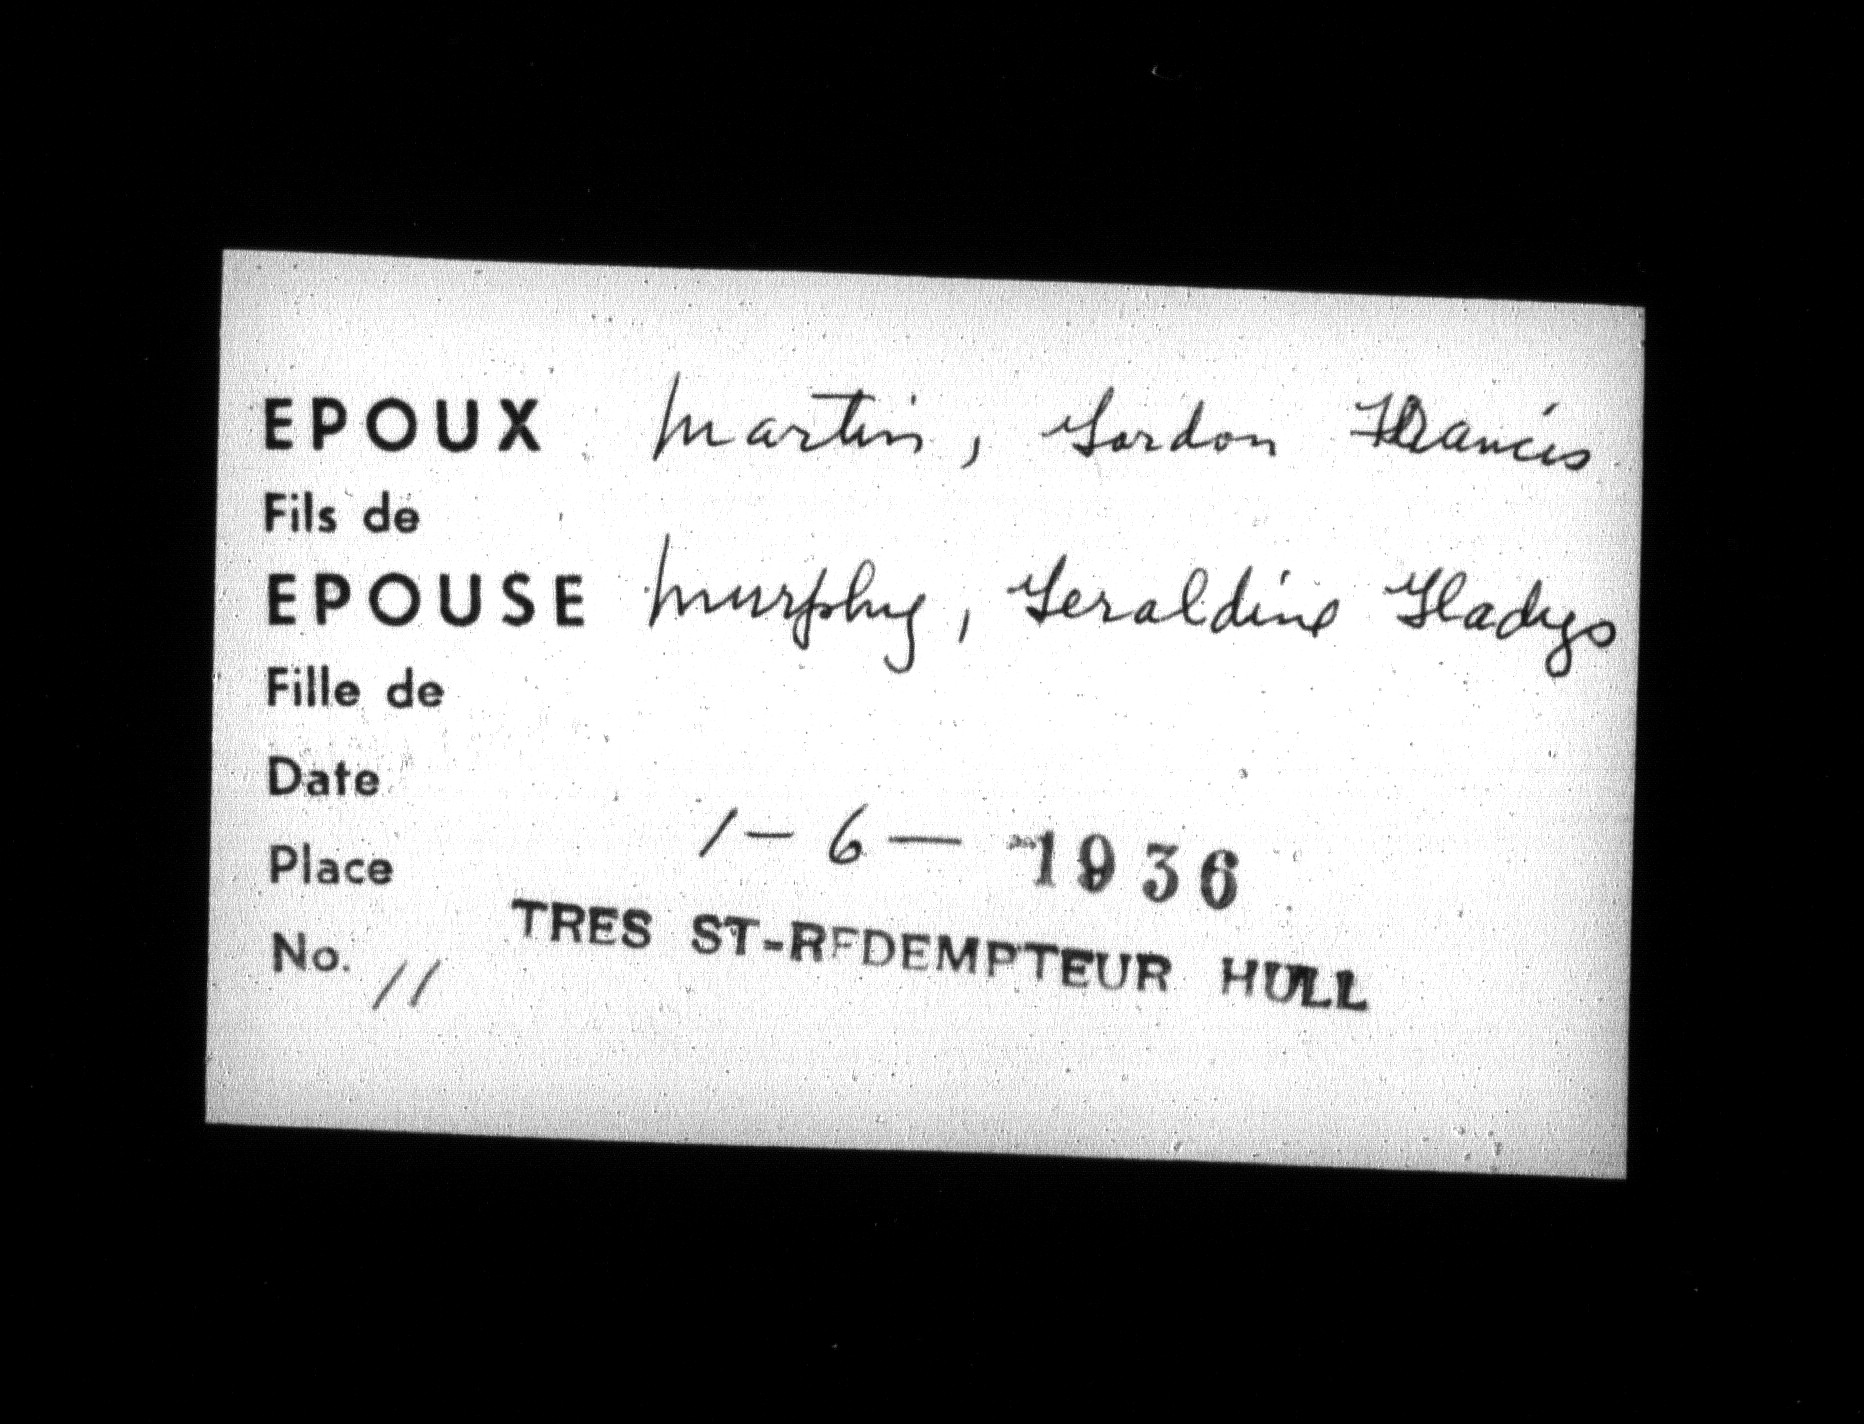 EPOUX Martin, Gordon Francis
Fils de
EPOUSE Murphy, Geraldine Gladys
Fille de
Date
1 - 6 - 1936
Place
TRES ST-REDEMPTEUR HULL
No. 11